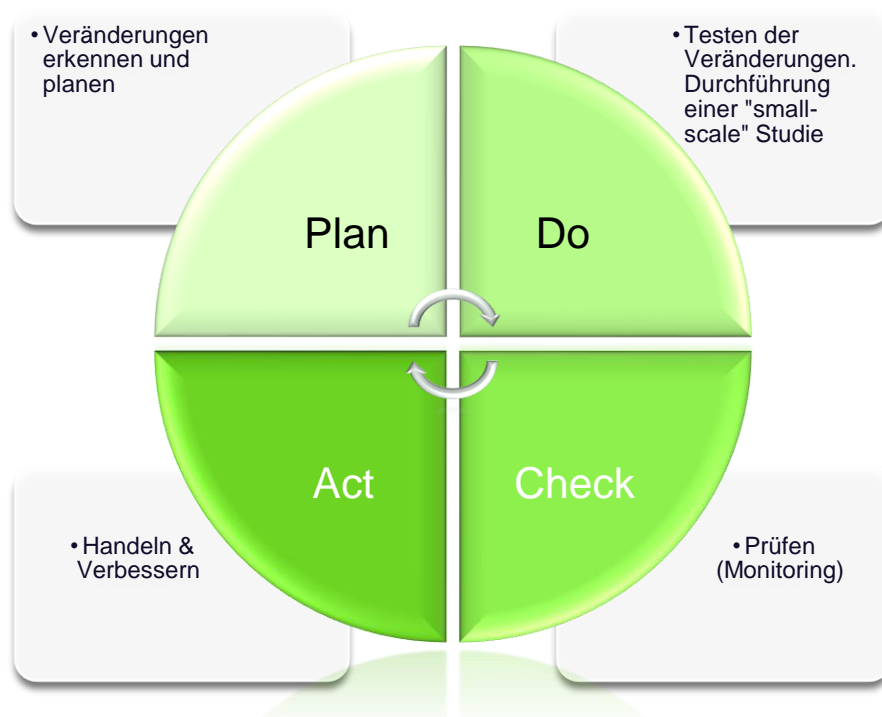 • Veränderungen
erkennen und
planen
• Testen der
Veränderungen.
Durchführung
einer "small-
scale" Studie
Plan
Do
Act
Check
• Handeln &
Verbessern
• Prüfen
(Monitoring)